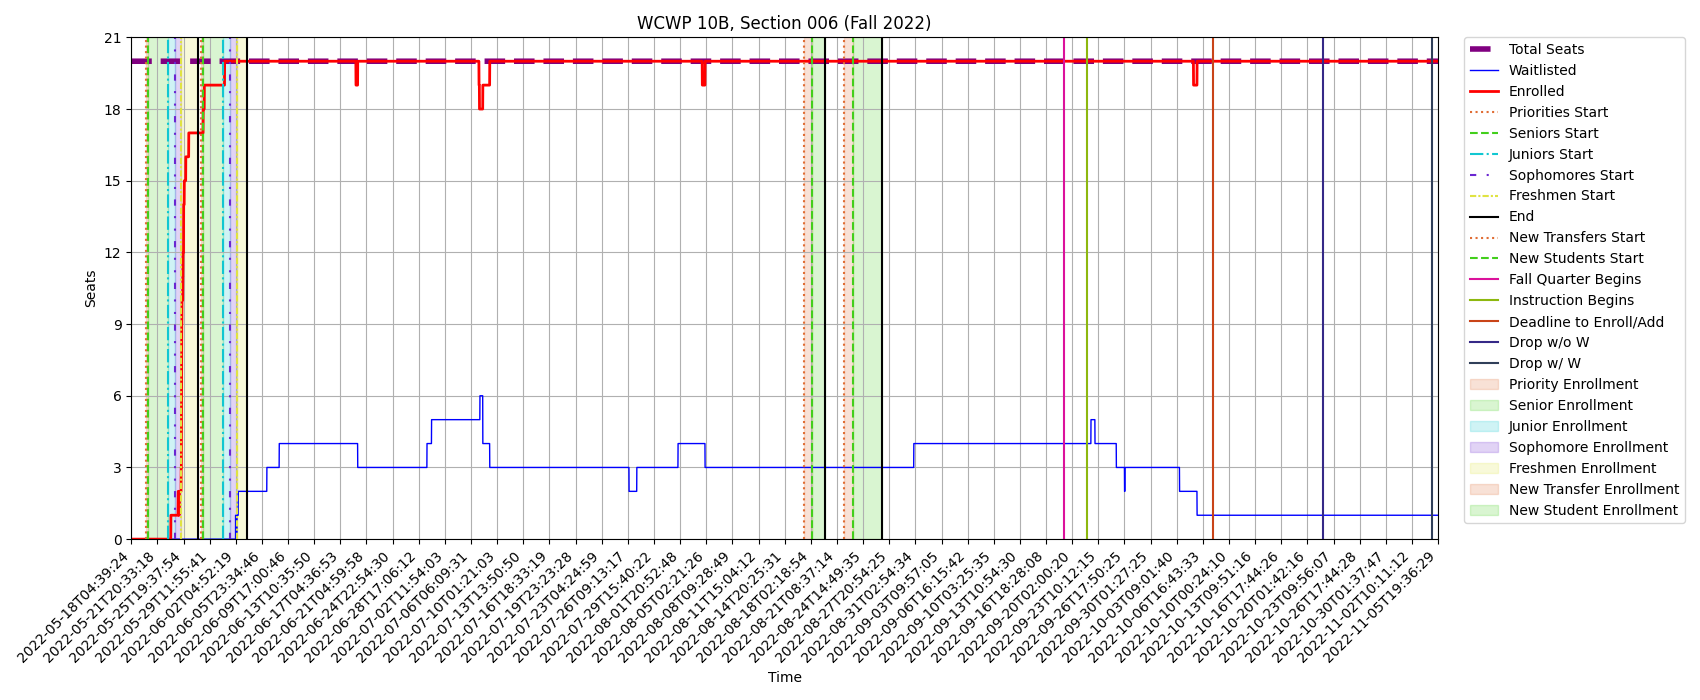 WCWP 10B, Section 006 (Fall 2022)
Seats
21
18
15
12
9
6
3
0
2022-05-18T04:39:24
2022-05-21T20:33:18
2022-05-25T19:37:54
2022-05-29T11:55:41
2022-06-02T04:52:19
2022-06-05T23:34:46
2022-06-09T17:00:46
2022-06-13T10:35:50
2022-06-17T04:36:53
2022-06-21T04:59:58
2022-06-24T22:54:30
2022-06-28T17:06:12
2022-07-02T11:54:03
2022-07-06T06:09:31
2022-07-10T01:21:03
2022-07-13T13:50:50
2022-07-16T18:33:19
2022-07-19T23:23:28
2022-07-23T04:24:59
2022-07-26T09:13:17
2022-07-29T15:40:22
2022-08-01T20:52:48
2022-08-05T02:21:26
2022-08-08T09:28:49
2022-08-11T15:04:12
2022-08-14T20:25:31
2022-08-18T02:18:54
2022-08-21T08:37:14
2022-08-24T14:49:35
2022-08-27T20:54:25
2022-08-31T02:54:34
2022-09-03T09:57:05
2022-09-06T16:15:42
2022-09-10T03:25:35
2022-09-13T10:54:30
2022-09-16T18:28:09
2022-09-20T02:00:20
2022-09-23T10:12:15
2022-09-26T17:50:25
2022-09-30T01:27:25
2022-10-03T09:01:40
2022-10-06T16:43:33
2022-10-10T00:24:10
2022-10-13T09:51:16
2022-10-16T17:44:26
2022-10-20T01:42:16
2022-10-23T09:56:07
2022-10-26T17:44:28
2022-10-30T01:37:47
2022-11-02T10:11:12
2022-11-05T19:36:29
Time
Total Seats
Waitlisted
Enrolled
Priorities Start
Seniors Start
Juniors Start
Sophomores Start
Freshmen Start
End
New Transfers Start
New Students Start
Fall Quarter Begins
Instruction Begins
Deadline to Enroll/Add
Drop w/o W
Drop w/ W
Priority Enrollment
Senior Enrollment
Junior Enrollment
Sophomore Enrollment
Freshmen Enrollment
New Transfer Enrollment
New Student Enrollment